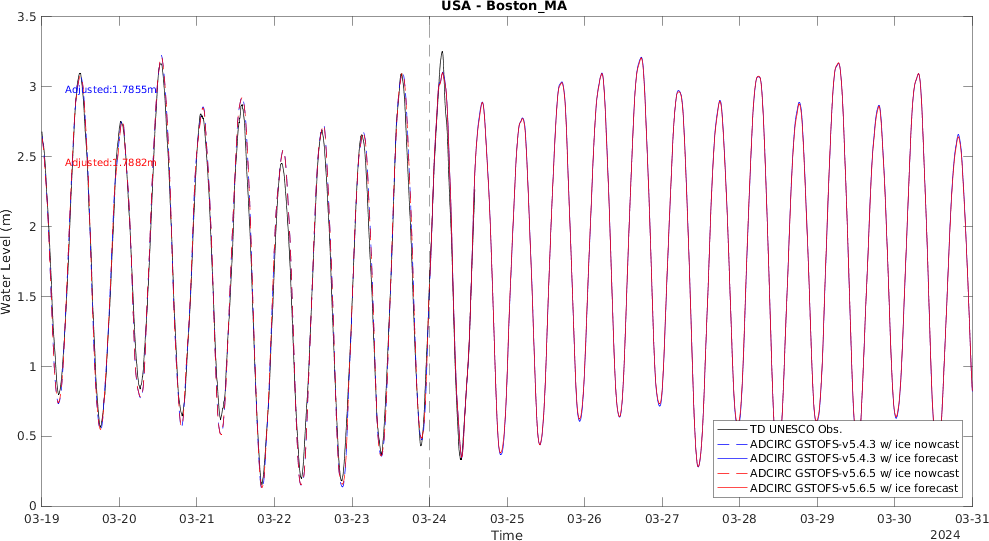 USA - Boston_MA
3.5
3
2.5
2
1.5
1
0.5
0
Water Level (m)
Adjusted:1.7855m
Adjusted:1.7882m
TD UNESCO Obs.
ADCIRC GSTOFS-v5.4.3 w/ ice nowcast
ADCIRC GSTOFS-v5.4.3 w/ ice forecast
ADCIRC GSTOFS-v5.6.5 w/ ice nowcast
ADCIRC GSTOFS-v5.6.5 w/ ice forecast
03-19 03-20 03-21 03-22 03-23 03-24 03-25 03-26 03-27 03-28 03-29 03-30 03-31
Time
2024